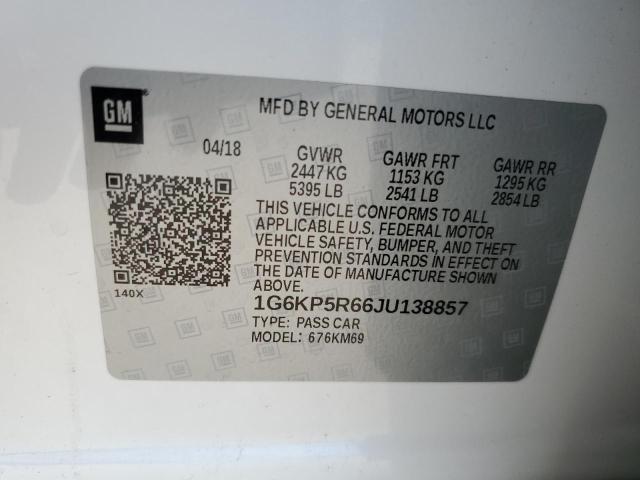 GM
MFD BY GENERAL MOTORS LLC
04/18 GVWR GAWR FRT GAWR RR
2447 KG 1153 KG 1295 KG
5395 LB 2541 LB 2854 LB
THIS VEHICLE CONFORMS TO ALL
APPLICABLE U.S. FEDERAL MOTOR
VEHICLE SAFETY, BUMPER, AND THEFT
PREVENTION STANDARDS IN EFFECT ON
THE DATE OF MANUFACTURE SHOWN
ABOVE.
140X
1G6KP5R66JU138857
TYPE: PASS CAR
MODEL: 676KM69